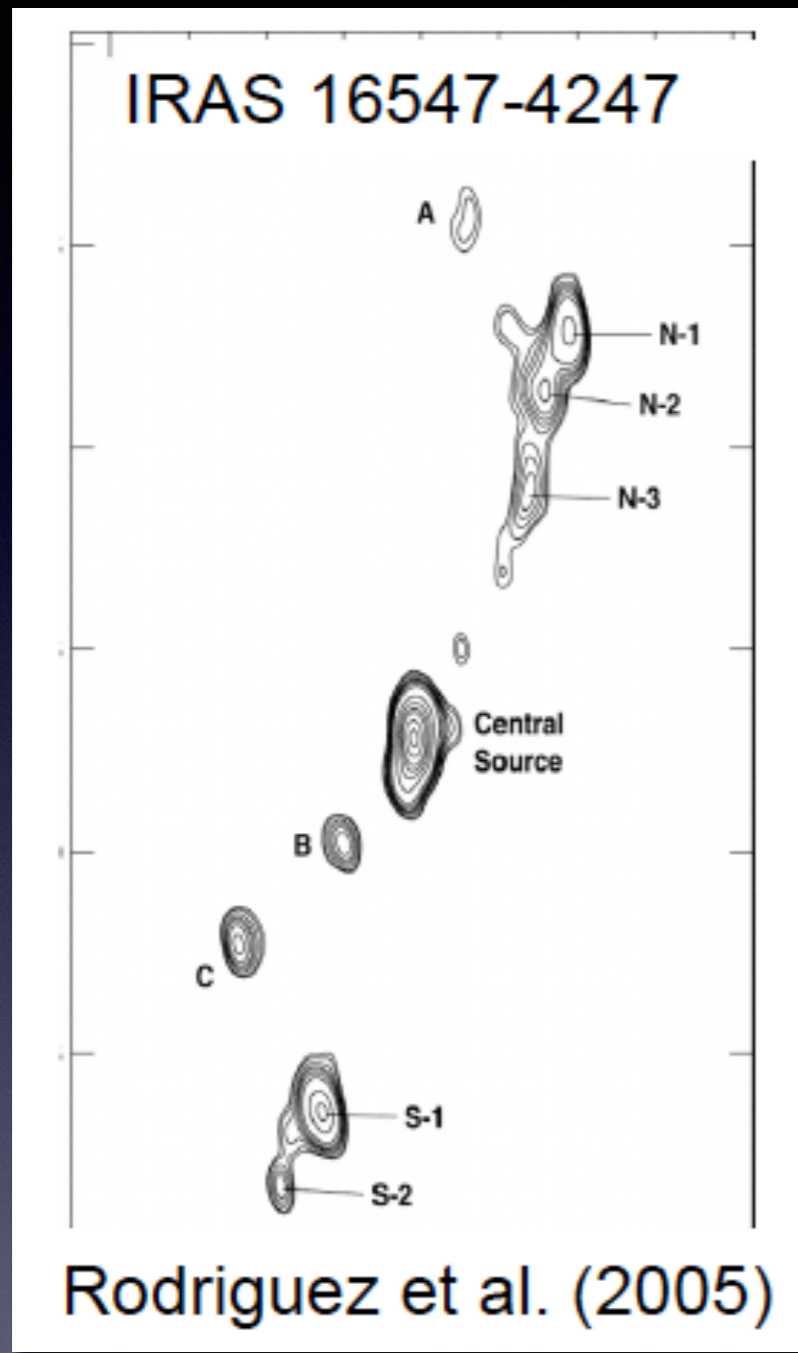 IRAS 16547-4247
A
N-1
N-2
N-3
Central
Source
B
C
S-1
S-2
Rodriguez et al. (2005)